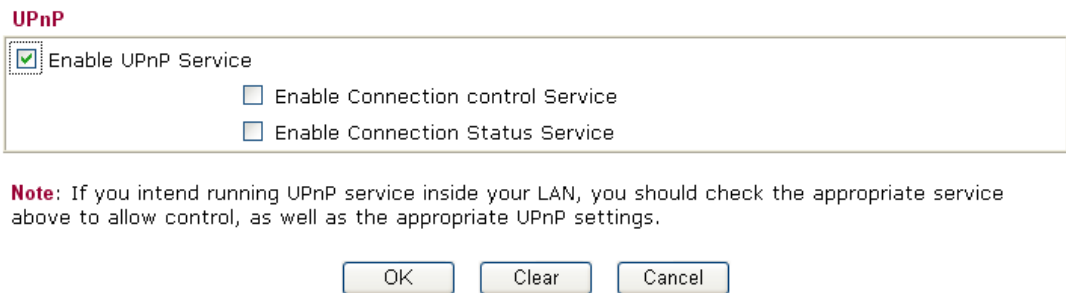 UPnP
Enable UPnP Service
Enable Connection control Service
Enable Connection Status Service
Note: If you intend running UPnP service inside your LAN, you should check the appropriate service
above to allow control, as well as the appropriate UPnP settings.
OK Clear Cancel